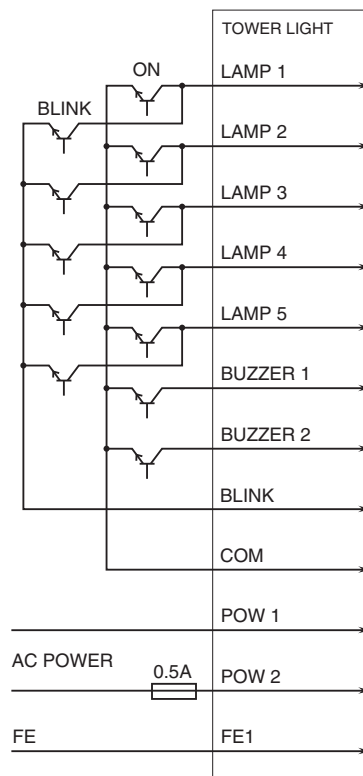 TOWER LIGHT
ON
LAMP 1
BLINK
LAMP 2
LAMP 3
LAMP 4
LAMP 5
BUZZER 1
BUZZER 2
BLINK
COM
POW 1
AC POWER
0.5A
POW 2
FE
FE1